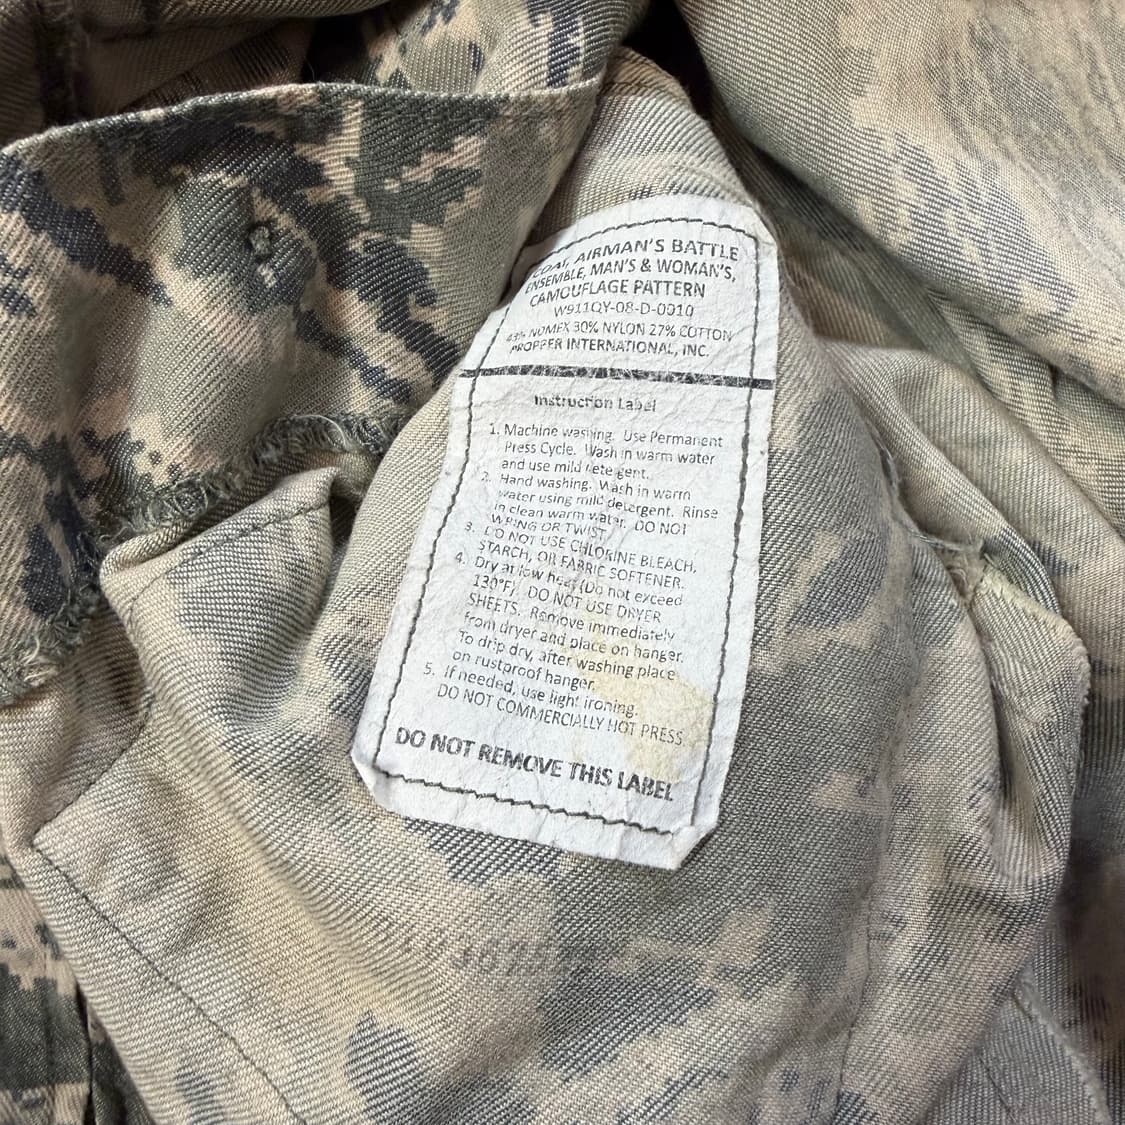 COAT, AIRMAN'S BATTLE
ENSEMBLE, MAN'S & WOMAN'S,
CAMOUFLAGE PATTERN
W911QY-08-D-0010
43% NOMEX 30% NYLON 27% COTTON
PROPPER INTERNATIONAL, INC.
Instruction Label
1. Machine washing. Use Permanent
Press Cycle. Wash in warm water
and use mild detergent.
2. Hand washing. Wash in warm
water using mild detergent. Rinse
in clean warm water. DO NOT
WRING OR TWIST.
3. DO NOT USE CHLORINE BLEACH,
STARCH, OR FABRIC SOFTENER.
4. Dry at low heat (Do not exceed
130°F). DO NOT USE DRYER
SHEETS. Remove immediately
from dryer and place on hanger.
To drip dry, after washing place
on rustproof hanger.
5. If needed, use light ironing.
DO NOT COMMERCIALLY HOT PRESS
DO NOT REMOVE THIS LABEL